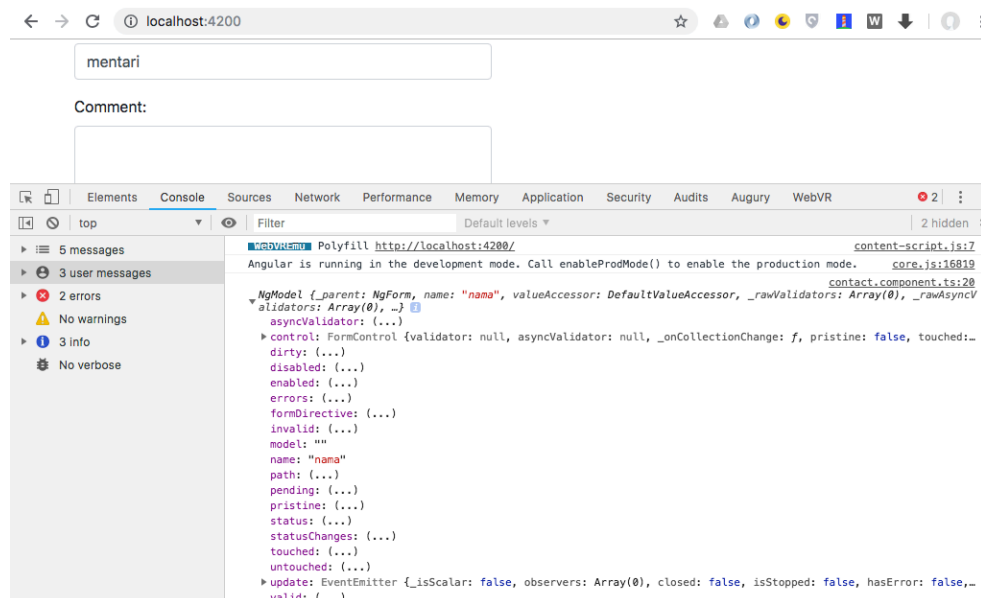 localhost:4200
mentari
Comment:
Elements Console Sources Network Performance Memory Application Security Audits Augury WebVR 2
top Filter Default levels 2 hidden
5 messages
3 user messages
2 errors
No warnings
3 info
No verbose
WebVREmu Polyfill http://localhost:4200/ content-script.js:7
Angular is running in the development mode. Call enableProdMode() to enable the production mode. core.js:16819
contact.component.ts:20
NgModel {_parent: NgForm, name: "nama", valueAccessor: DefaultValueAccessor, _rawValidators: Array(0), _rawAsyncV
alidators: Array(0), …}
asyncValidator: (...)
control: FormControl {validator: null, asyncValidator: null, _onCollectionChange: ƒ, pristine: false, touched:…
dirty: (...)
disabled: (...)
enabled: (...)
errors: (...)
formDirective: (...)
invalid: (...)
model: ""
name: "nama"
path: (...)
pending: (...)
pristine: (...)
status: (...)
statusChanges: (...)
touched: (...)
untouched: (...)
update: EventEmitter {_isScalar: false, observers: Array(0), closed: false, isStopped: false, hasError: false,…
valid: (...)